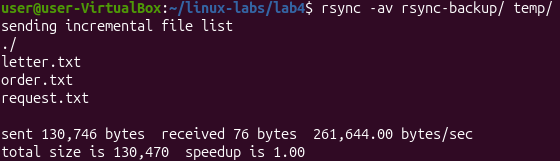 user@user-VirtualBox:~/linux-labs/lab4$ rsync -av rsync-backup/ temp/
sending incremental file list
./
letter.txt
order.txt
request.txt

sent 130,746 bytes  received 76 bytes  261,644.00 bytes/sec
total size is 130,470  speedup is 1.00